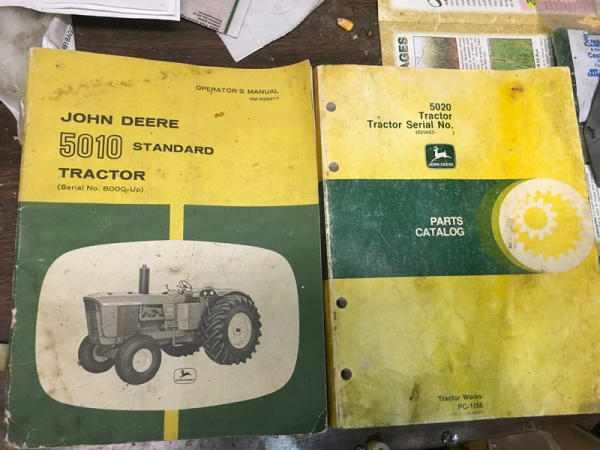 OPERATOR'S MANUAL
JOHN DEERE
5010 STANDARD
TRACTOR
(Serial No. 8000-Up)
JOHN DEERE
5020
Tractor
Tractor Serial No.
(025001- )
JOHN DEERE
PARTS
CATALOG
Tractor Works
PC-1156
AGES